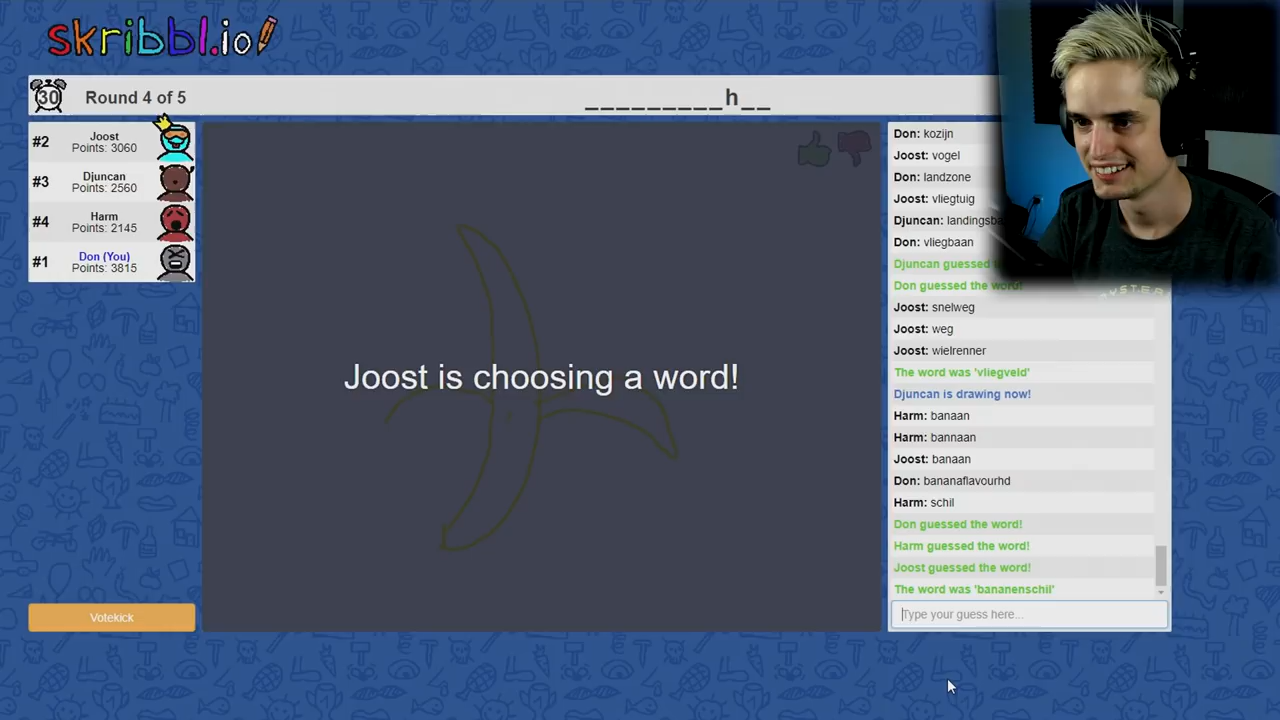 skribbl.io
30
Round 4 of 5
_________h__
#2
Joost
Points: 3060
#3
Djuncan
Points: 2560
#4
Harm
Points: 2145
#1
Don (You)
Points: 3815
Votekick
Joost is choosing a word!
Don: kozijn
Joost: vogel
Don: landzone
Joost: vliegtuig
Djuncan:
Don: vliegbaan
Djuncan guessed
Don guessed the word!
Joost: snelweg
Joost: weg
Joost: wielrenner
The word was 'vliegveld'
Djuncan is drawing now!
Harm: banaan
Harm: bannaan
Joost: banaan
Don: bananaflavourhd
Harm: schil
Don guessed the word!
Harm guessed the word!
Joost guessed the word!
The word was 'bananenschil'
Type your guess here...